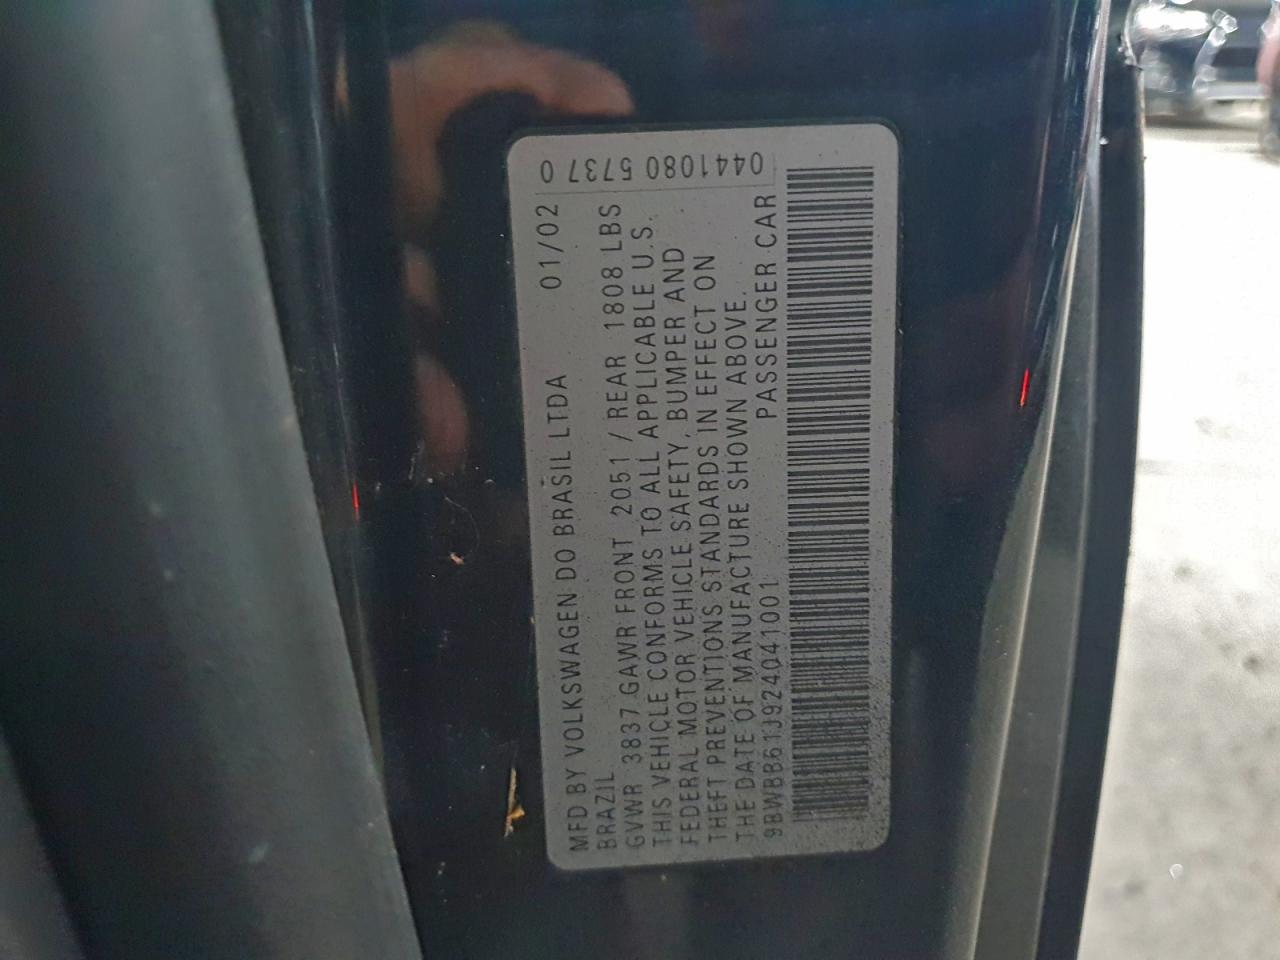 MFD BY VOLKSWAGEN DO BRASIL LTDA 01/02
BRAZIL
GVWR 3837 GAWR FRONT 2051 / REAR 1808 LBS
THIS VEHICLE CONFORMS TO ALL APPLICABLE U.S.
FEDERAL MOTOR VEHICLE SAFETY, BUMPER AND
THEFT PREVENTIONS STANDARDS IN EFFECT ON
THE DATE OF MANUFACTURE SHOWN ABOVE.
9BWBB61J924041001 PASSENGER CAR
0441080 5737 0